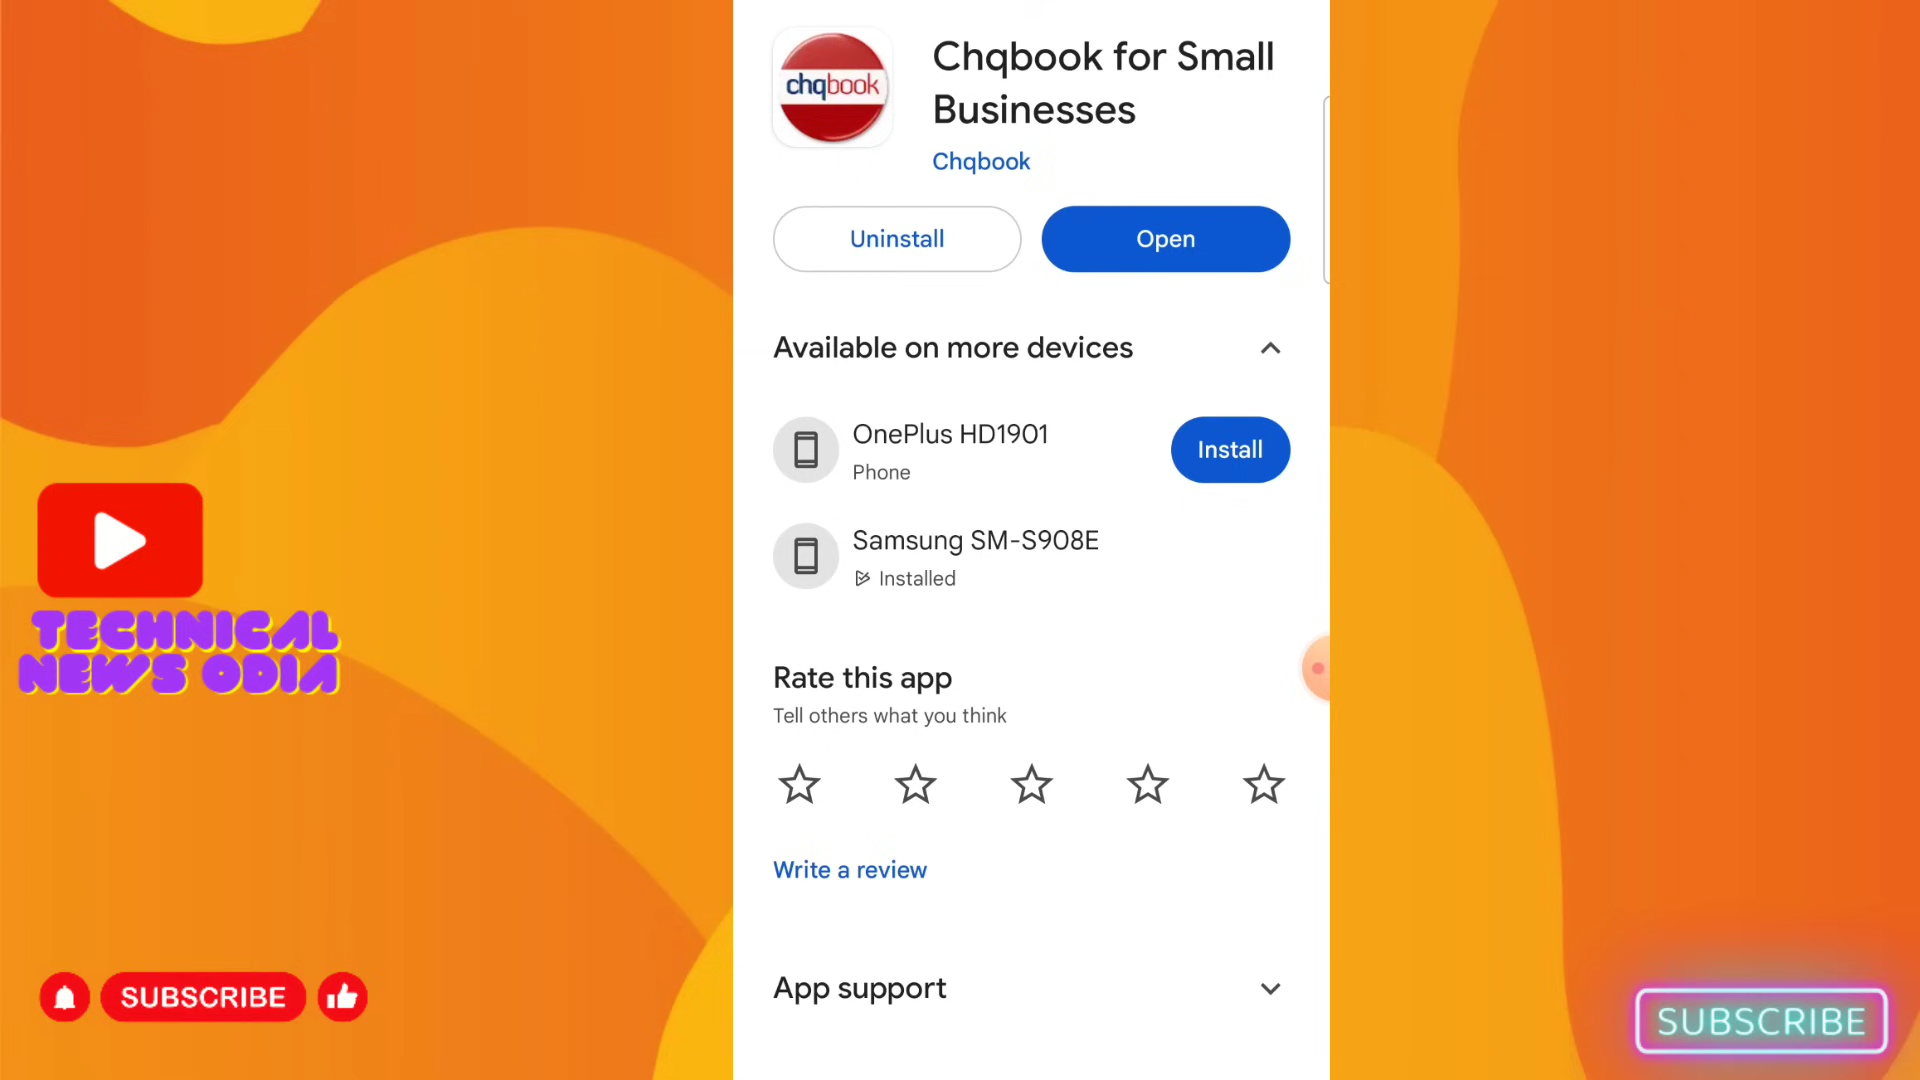 chqbook
Chqbook for Small
Businesses
Chqbook
Uninstall
Open
Available on more devices
OnePlus HD1901
Phone
Install
Samsung SM-S908E
Installed
Rate this app
Tell others what you think
Write a review
App support
TECHNICAL
NEWS ODIA
SUBSCRIBE
SUBSCRIBE